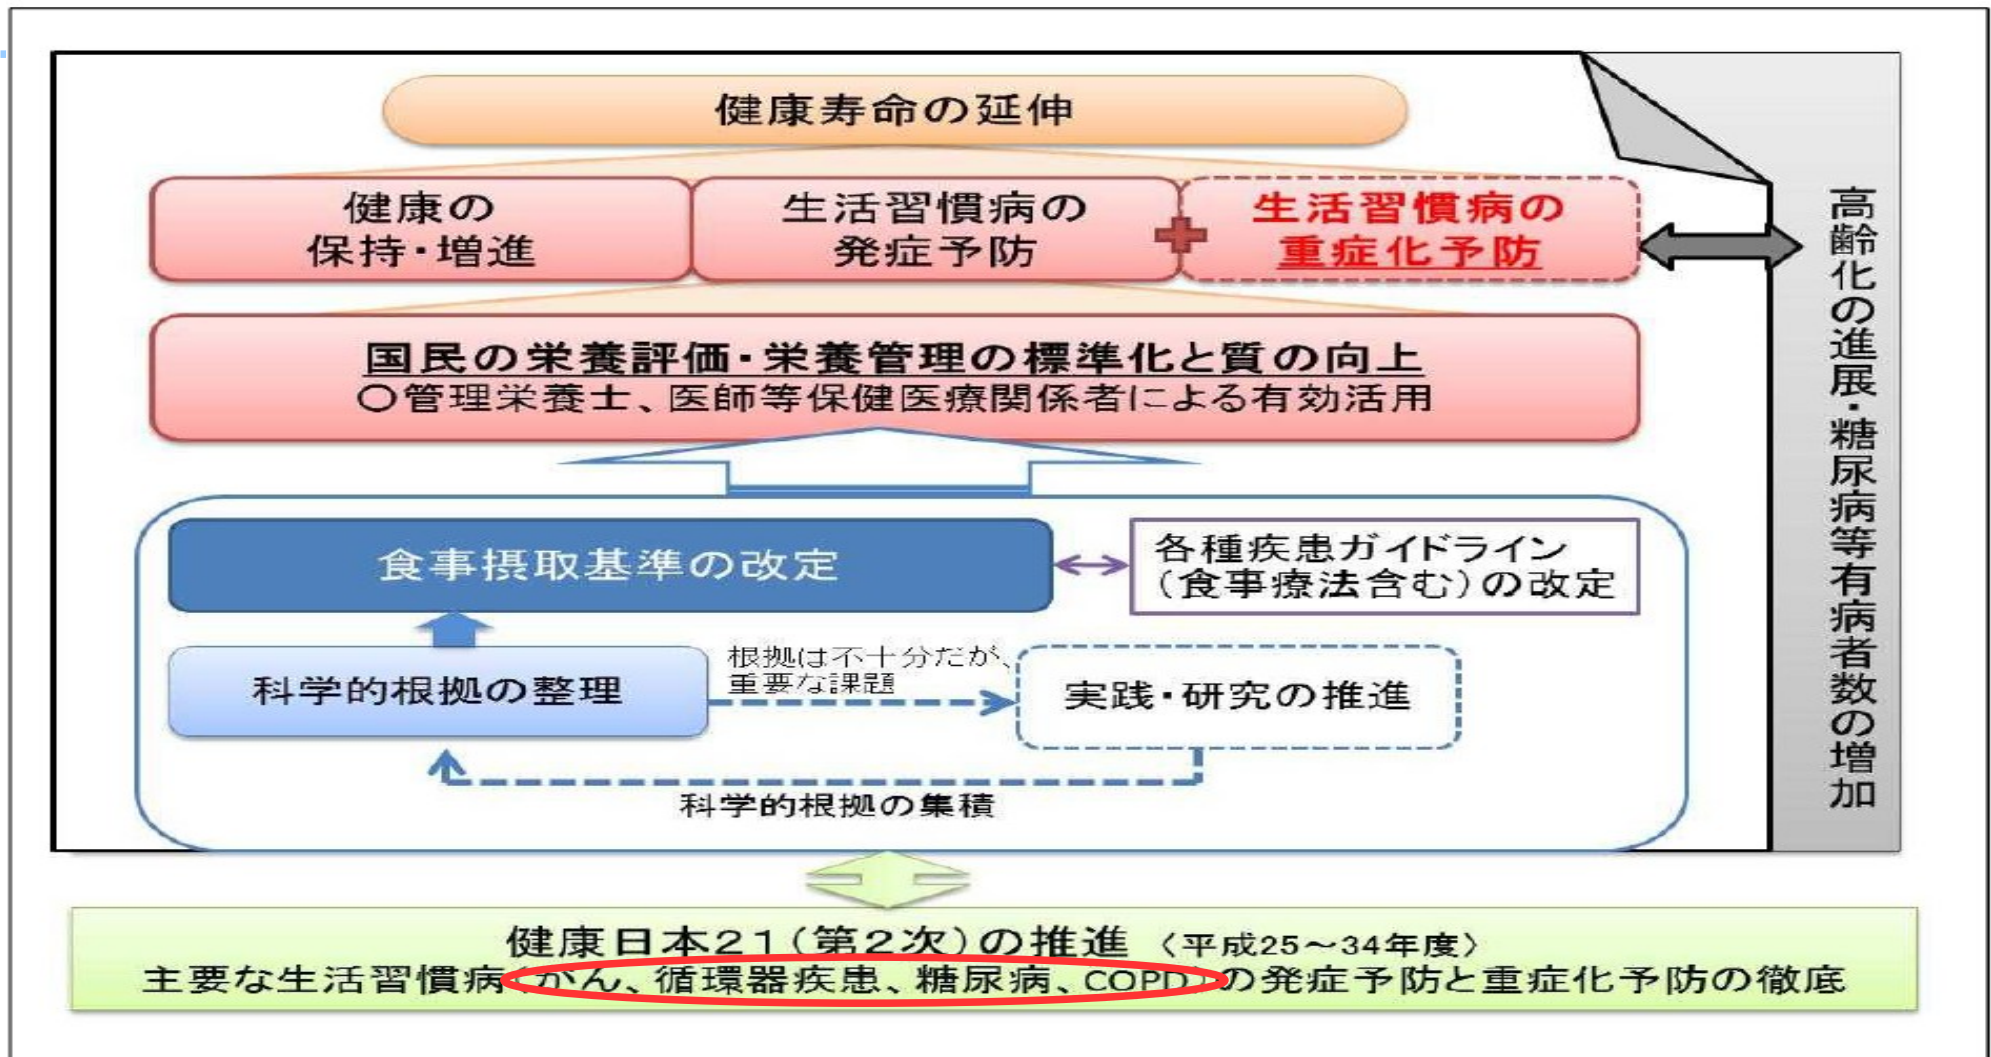 健康寿命の延伸
健康の
保持・増進
生活習慣病の
発症予防
生活習慣病の
重症化予防
国民の栄養評価・栄養管理の標準化と質の向上
○管理栄養士、医師等保健医療関係者による有効活用
食事摂取基準の改定
各種疾患ガイドライン
(食事療法含む)の改定
科学的根拠の整理
根拠は不十分だが、
重要な課題
実践・研究の推進
科学的根拠の集積
高齢化の進展・糖尿病等有病者数の増加
健康日本21(第2次)の推進 〈平成25~34年度〉
主要な生活習慣病(がん、循環器疾患、糖尿病、COPD)の発症予防と重症化予防の徹底